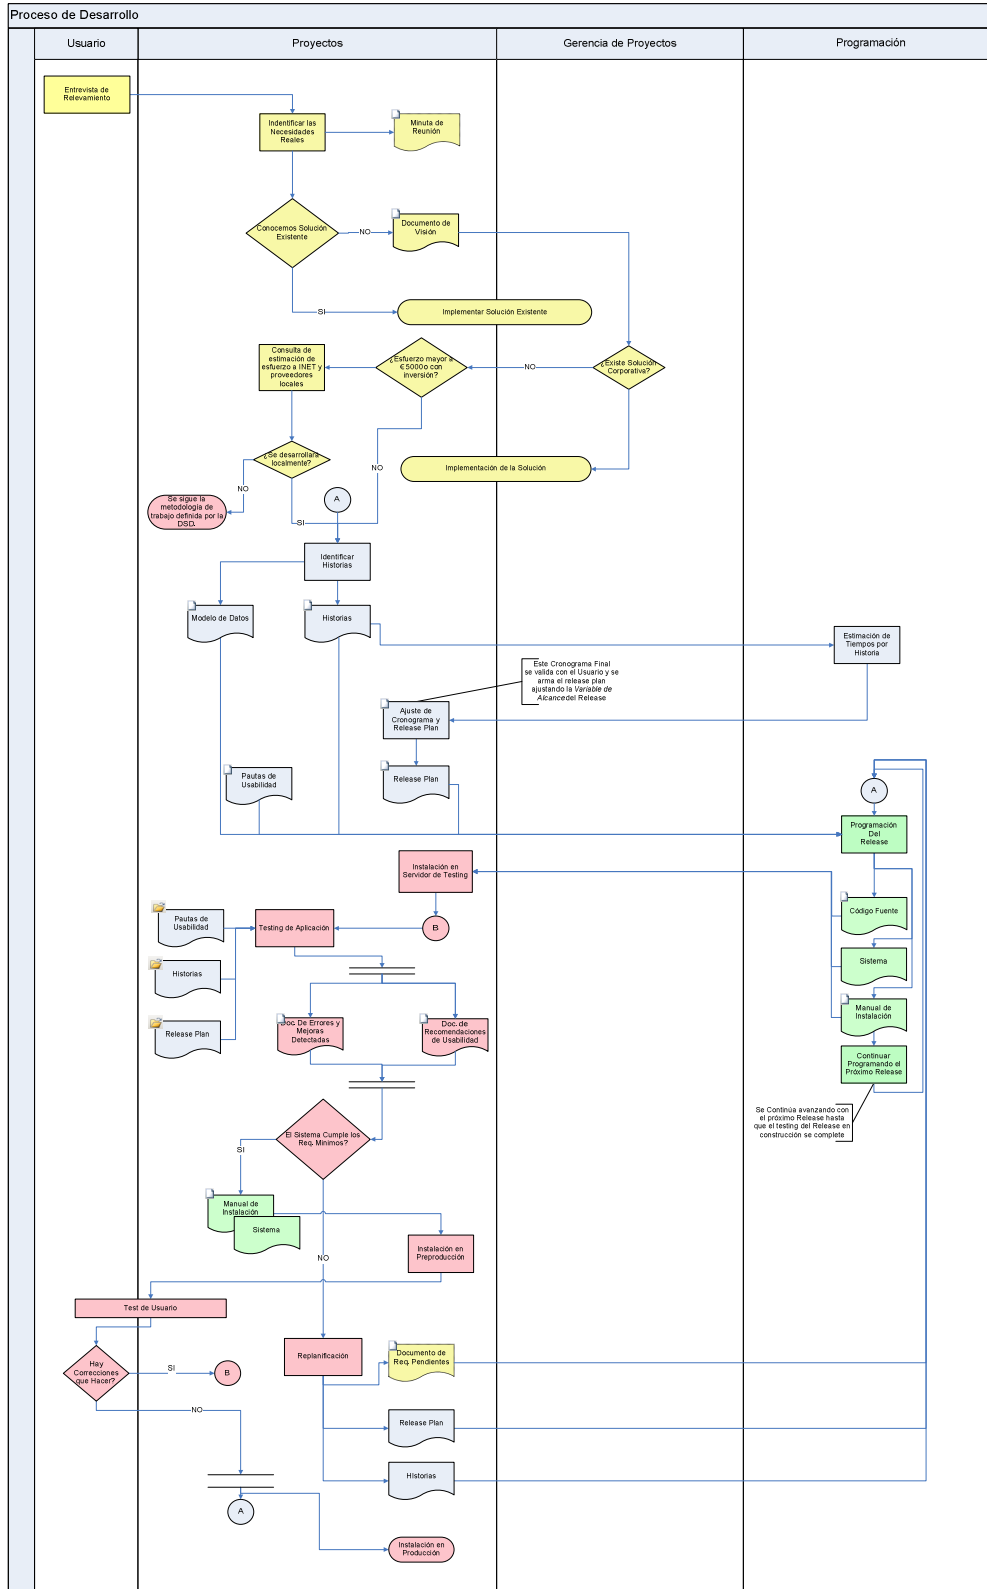 Proceso de Desarrollo
Usuario
Proyectos
Gerencia de Proyectos
Programación
Entrevista de
Relevamiento
Indentificar las
Necesidades
Reales
Minuta de
Reunión
Conocemos Solución
Existente
NO
Documento de
Visión
SI
Implementar Solución Existente
Consulta de
estimación de
esfuerzo a INET y
proveedores
locales
¿Esfuerzo mayor a
€5000 o con
inversión?
NO
¿Existe Solución
Corporativa?
¿Se desarrollará
localmente?
NO
Implementación de la Solución
NO
A
Se sigue la
metodología de
trabajo definida por la
DSD.
SI
Identificar
Historias
Modelo de Datos
Historias
Estimación de
Tiempos por
Historia
Este Cronograma Final
se valida con el Usuario y se
arma el release plan
ajustando la Variable de
Alcance del Release
Ajuste de
Cronograma y
Release Plan
Pautas de
Usabilidad
Release Plan
A
Programación
Del
Release
Instalación en
Servidor de Testing
Código Fuente
Pautas de
Usabilidad
Testing de Aplicación
B
Sistema
Historias
Manual de
Instalación
Release Plan
Doc. De Errores y
Mejoras
Detectadas
Doc. de
Recomendaciones
de Usabilidad
Continuar
Programando el
Próximo Release
Se Continúa avanzando con
el próximo Release hasta
que el testing del Release en
construcción se complete
El Sistema Cumple los
Req. Mínimos?
SI
Manual de
Instalación
Sistema
Instalación en
Preproducción
NO
Test de Usuario
Replanificación
Documento de
Req. Pendientes
Hay
Correcciones
que Hacer?
SI
B
NO
Release Plan
Historias
A
Instalación en
Producción